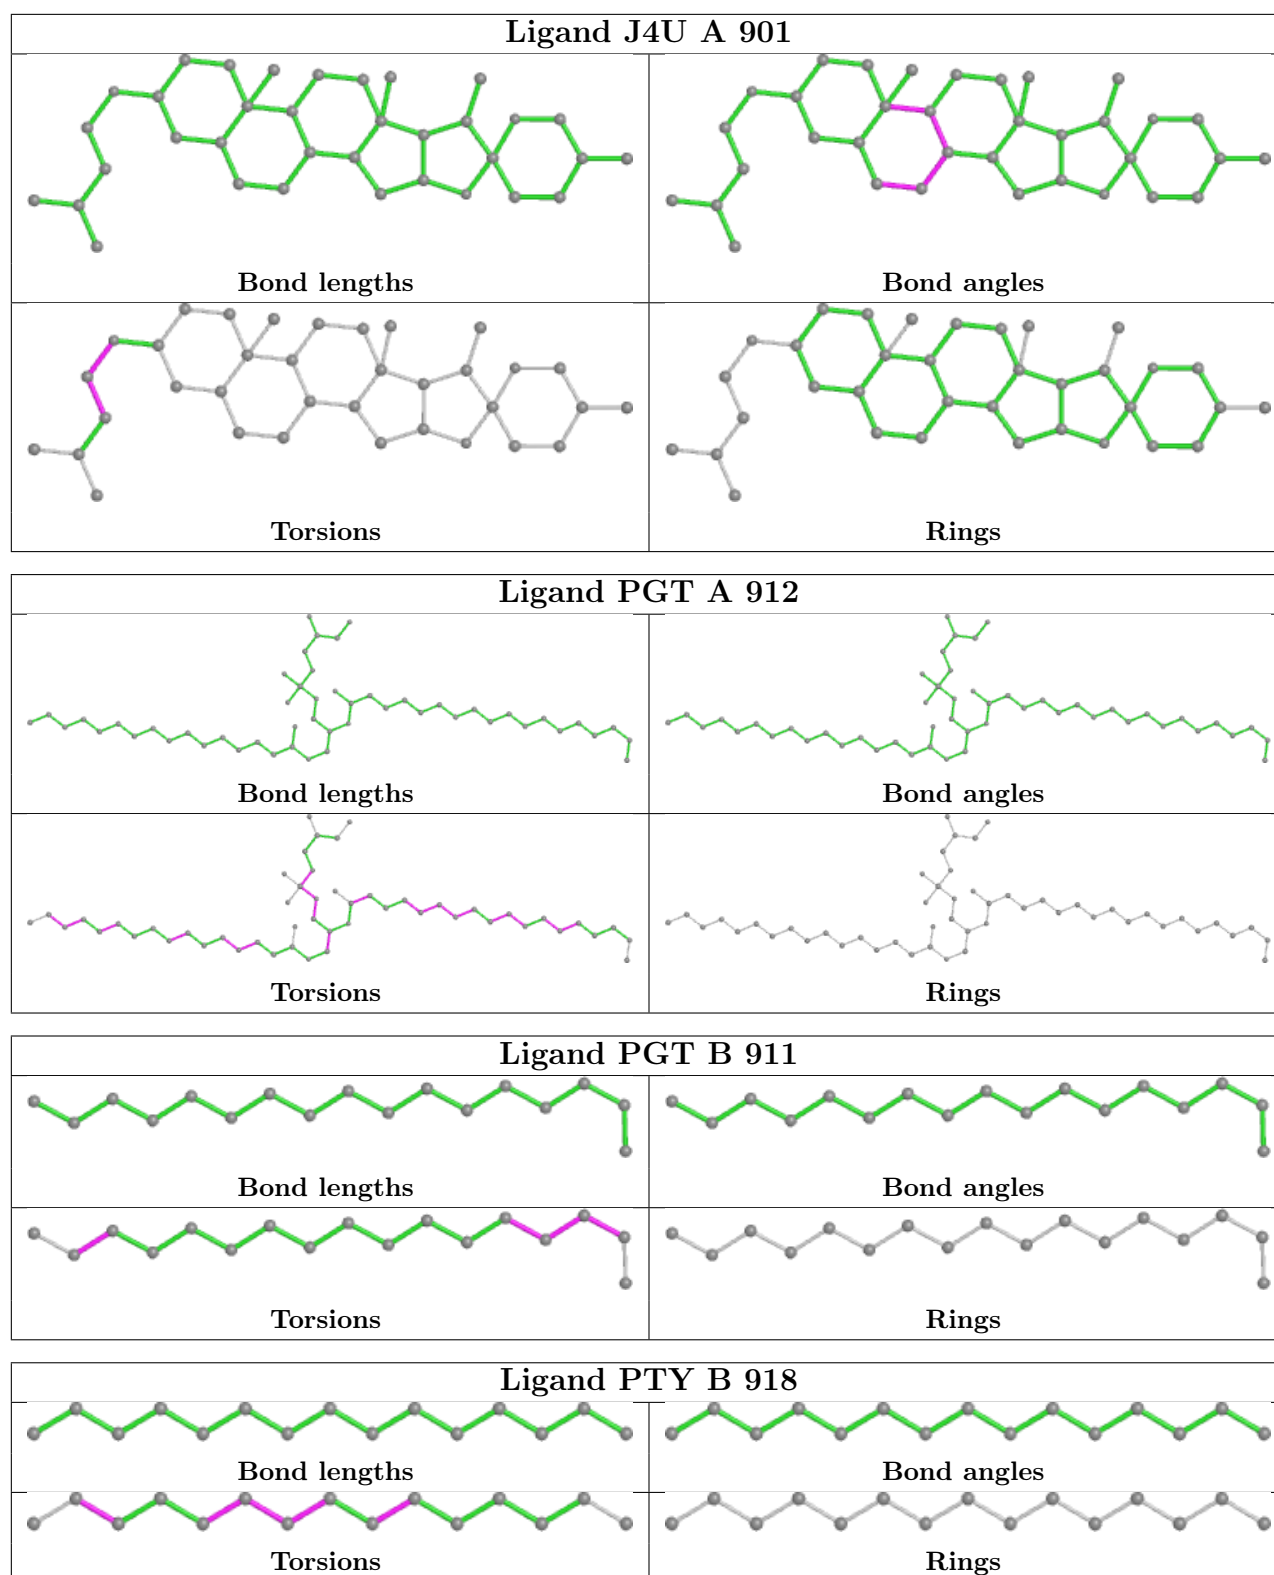 Ligand J4U A 901
Bond lengths
Bond angles
Torsions
Rings
Ligand PGT A 912
Bond lengths
Bond angles
Torsions
Rings
Ligand PGT B 911
Bond lengths
Bond angles
Torsions
Rings
Ligand PTY B 918
Bond lengths
Bond angles
Torsions
Rings